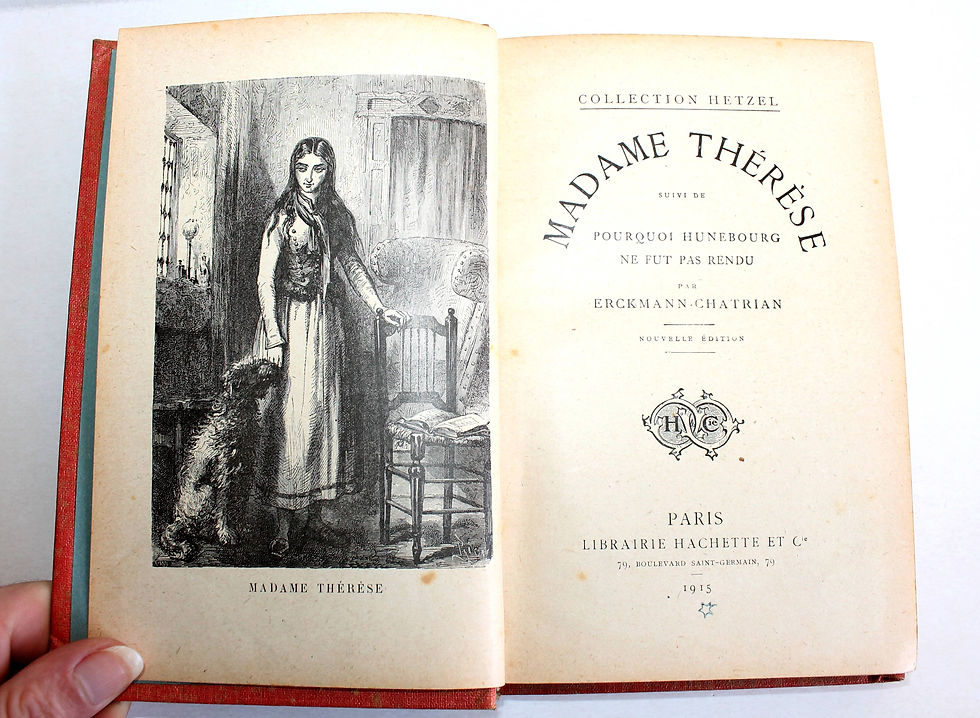 MADAME THÉRÈSE
COLLECTION HETZEL
MADAME THÉRÈSE
SUIVI DE
POURQUOI HUNEBOURG
NE FUT PAS RENDU
PAR
ERCKMANN-CHATRIAN
NOUVELLE ÉDITION
H Cie
PARIS
LIBRAIRIE HACHETTE ET Cie
79, BOULEVARD SAINT-GERMAIN, 79
1915